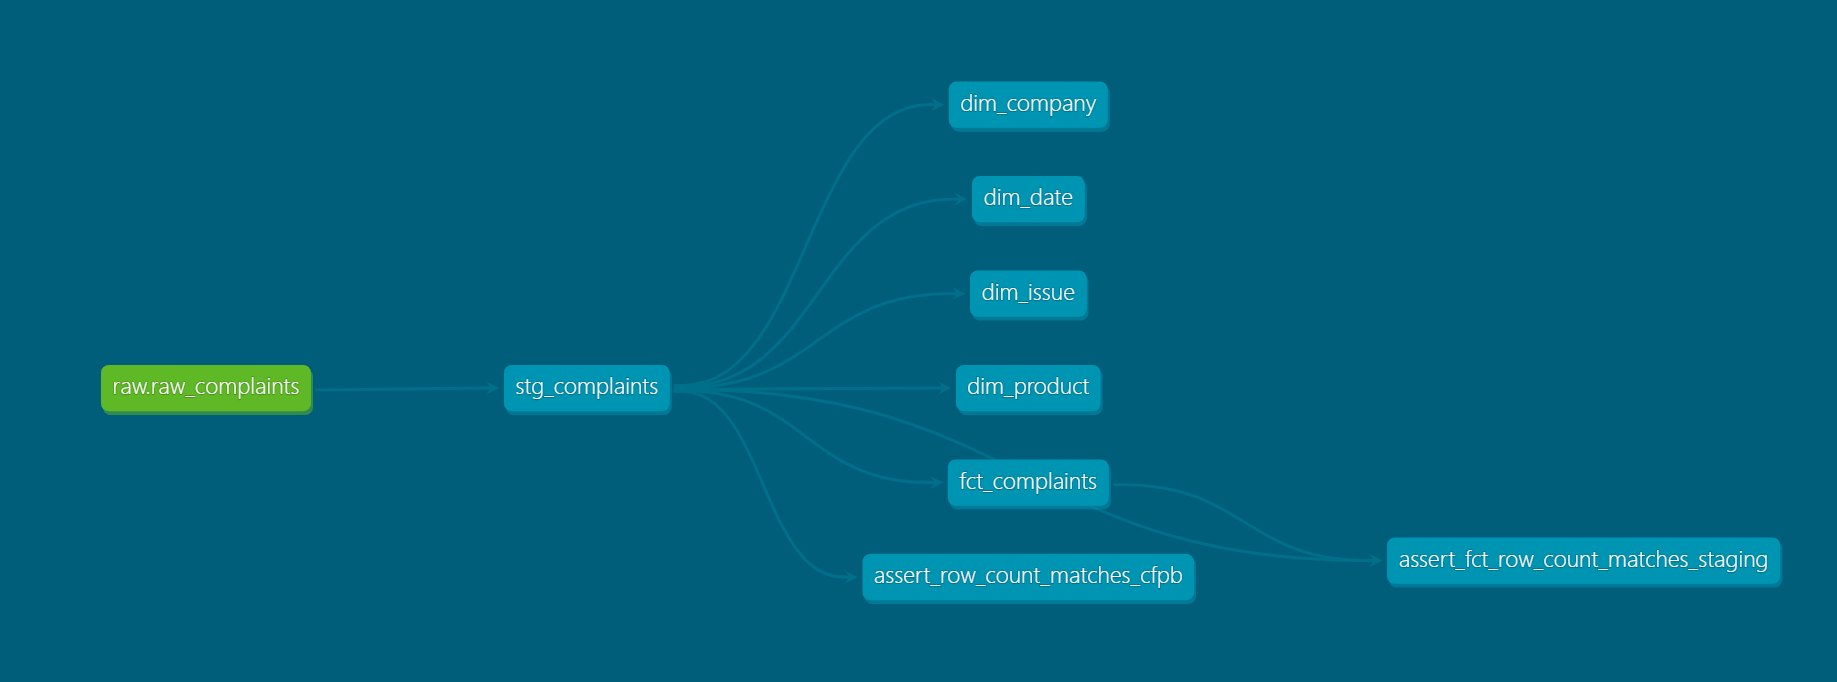 dim_company
dim_date
dim_issue
raw.raw_complaints
stg_complaints
dim_product
fct_complaints
assert_fct_row_count_matches_staging
assert_row_count_matches_cfpb